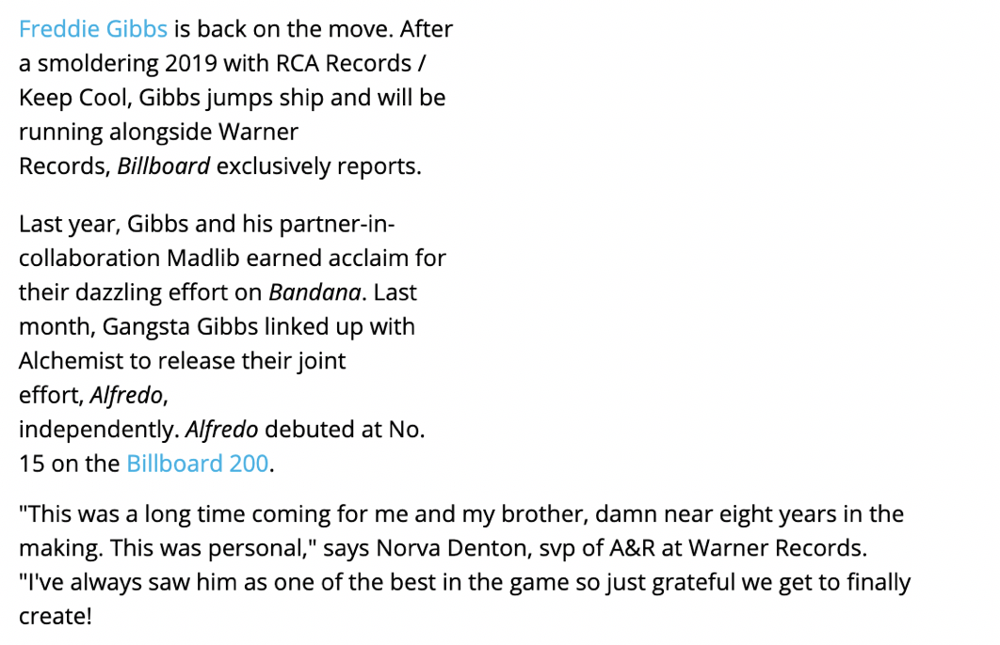 Freddie Gibbs is back on the move. After
a smoldering 2019 with RCA Records /
Keep Cool, Gibbs jumps ship and will be
running alongside Warner
Records, Billboard exclusively reports.
Last year, Gibbs and his partner-in-
collaboration Madlib earned acclaim for
their dazzling effort on Bandana. Last
month, Gangsta Gibbs linked up with
Alchemist to release their joint
effort, Alfredo,
independently. Alfredo debuted at No.
15 on the Billboard 200.
"This was a long time coming for me and my brother, damn near eight years in the
making. This was personal," says Norva Denton, svp of A&R at Warner Records.
"I've always saw him as one of the best in the game so just grateful we get to finally
create!